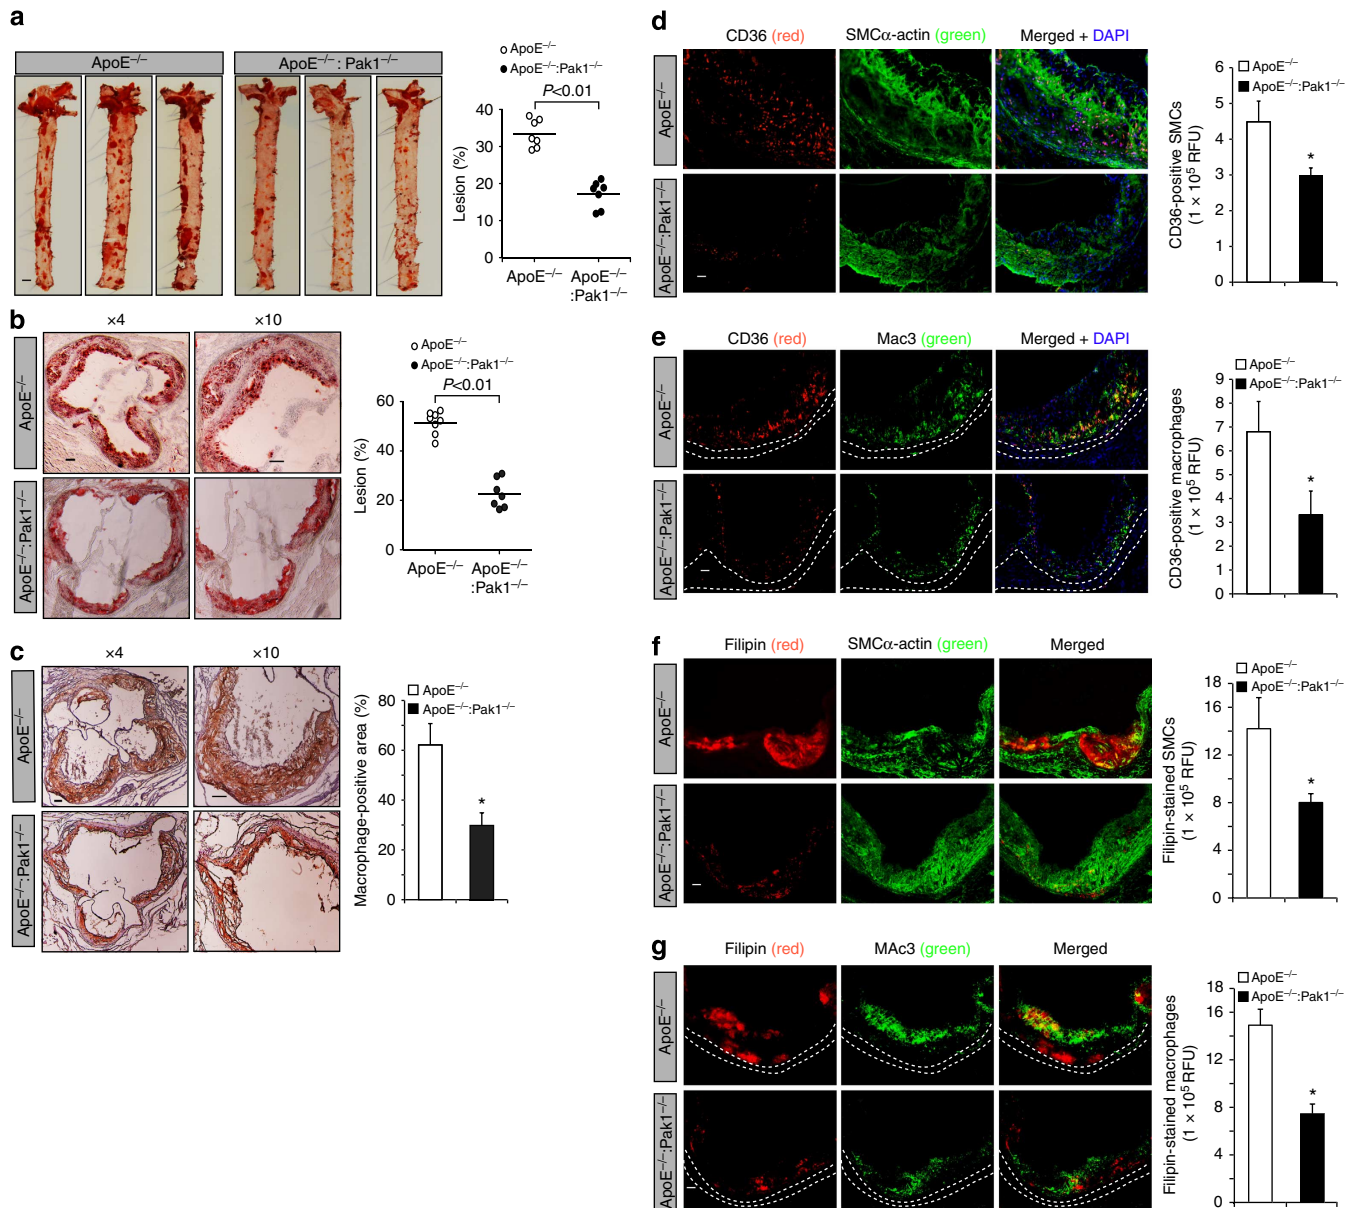 a
ApoE–/–
ApoE–/– : Pak1–/–
ApoE–/–
ApoE–/–:Pak1–/–
P<0.01
Lesion (%)
40
30
20
10
0
ApoE–/–
ApoE–/–
:Pak1–/–
b
×4
×10
ApoE–/–
ApoE–/–:Pak1–/–
ApoE–/–
ApoE–/–:Pak1–/–
P<0.01
Lesion (%)
60
40
20
0
ApoE–/–
ApoE–/–
:Pak1–/–
c
×4
×10
ApoE–/–
ApoE–/–:Pak1–/–
ApoE–/–
ApoE–/–:Pak1–/–
Macrophage-positive area (%)
80
60
40
20
0
*
d
CD36 (red)
SMCα-actin (green)
Merged + DAPI
ApoE–/–
ApoE–/–:Pak1–/–
ApoE–/–
ApoE–/–:Pak1–/–
CD36-positive SMCs
(1 × 10⁵ RFU)
6
5
4
3
2
1
0
*
e
CD36 (red)
Mac3 (green)
Merged + DAPI
ApoE–/–
ApoE–/–:Pak1–/–
ApoE–/–
ApoE–/–:Pak1–/–
CD36-positive macrophages
(1 × 10⁵ RFU)
9
8
7
6
5
4
3
2
1
0
*
f
Filipin (red)
SMCα-actin (green)
Merged
ApoE–/–
ApoE–/–:Pak1–/–
ApoE–/–
ApoE–/–:Pak1–/–
Filipin-stained SMCs
(1 × 10⁵ RFU)
18
16
12
8
4
0
*
g
Filipin (red)
MAc3 (green)
Merged
ApoE–/–
ApoE–/–:Pak1–/–
ApoE–/–
ApoE–/–:Pak1–/–
Filipin-stained macrophages
(1 × 10⁵ RFU)
18
16
12
8
4
0
*